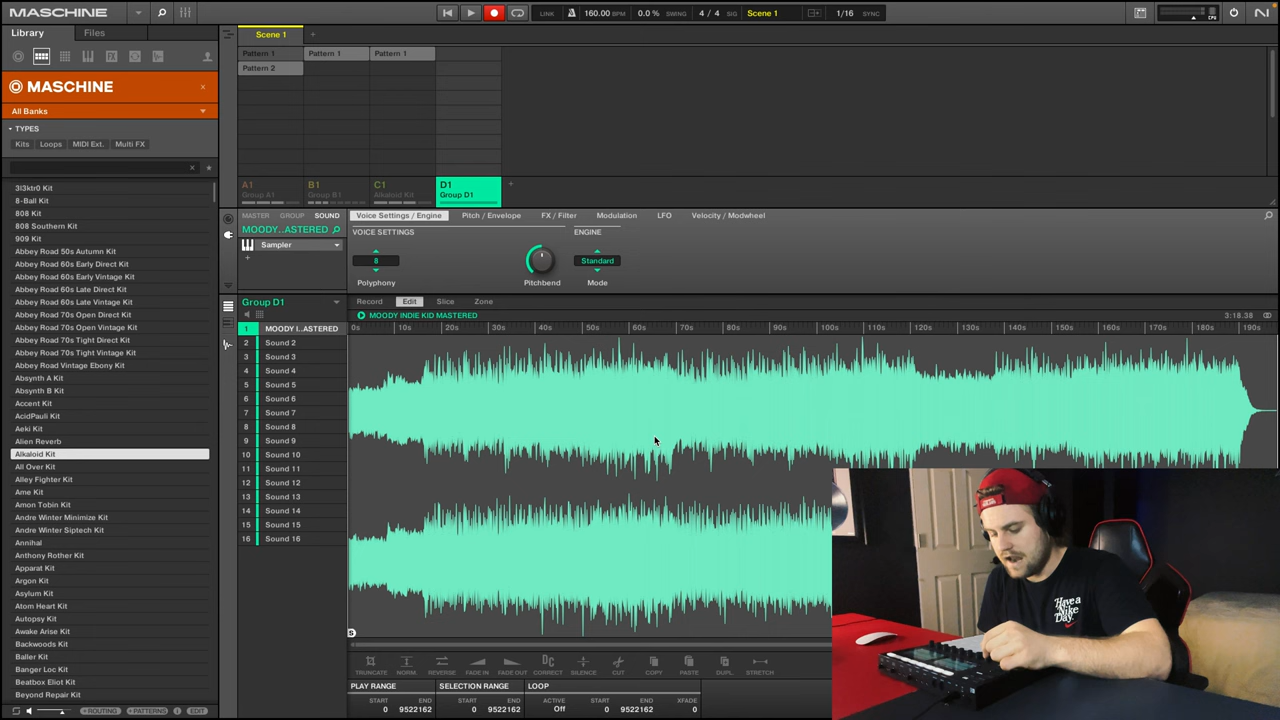 MASCHINE
LINK 160.00 BPM 0.0 % SWING 4 / 4 SIG Scene 1 1/16 SYNC
CPU
Library Files
Scene 1 +
Pattern 1 Pattern 1 Pattern 1
Pattern 2
MASCHINE ×
All Banks
TYPES
Kits Loops MIDI Ext. Multi FX
3l3ktr0 Kit
8-Ball Kit
808 Kit
808 Southern Kit
909 Kit
Abbey Road 50s Autumn Kit
Abbey Road 60s Early Direct Kit
Abbey Road 60s Early Vintage Kit
Abbey Road 60s Late Direct Kit
Abbey Road 60s Late Vintage Kit
Abbey Road 70s Open Direct Kit
Abbey Road 70s Open Vintage Kit
Abbey Road 70s Tight Direct Kit
Abbey Road 70s Tight Vintage Kit
Abbey Road Vintage Ebony Kit
Absynth A Kit
Absynth B Kit
Accent Kit
AcidPauli Kit
Aeki Kit
Alien Reverb
Alkaloid Kit
All Over Kit
Alley Fighter Kit
Ame Kit
Amon Tobin Kit
Andre Winter Minimize Kit
Andre Winter Siptech Kit
Annihal
Anthony Rother Kit
Apparat Kit
Argon Kit
Asylum Kit
Atom Heart Kit
Autopsy Kit
Awake Arise Kit
Backwoods Kit
Baller Kit
Banger Loc Kit
Beatbox Eliot Kit
Beyond Repair Kit
+ROUTING +PATTERNS EDIT
A1 B1 C1 D1 +
Group A1 Group B1 Alkaloid Kit Group D1
MASTER GROUP SOUND Voice Settings / Engine Pitch / Envelope FX / Filter Modulation LFO Velocity / Modwheel
MOODY..ASTERED
VOICE SETTINGS ENGINE
Sampler
8 Standard
Polyphony Pitchbend Mode
Group D1 Record Edit Slice Zone
MOODY INDIE KID MASTERED 3:18.38
0s 10s 20s 30s 40s 50s 60s 70s 80s 90s 100s 110s 120s 130s 140s 150s 160s 170s 180s 190s
1 MOODY I..ASTERED
2 Sound 2
3 Sound 3
4 Sound 4
5 Sound 5
6 Sound 6
7 Sound 7
8 Sound 8
9 Sound 9
10 Sound 10
11 Sound 11
12 Sound 12
13 Sound 13
14 Sound 14
15 Sound 15
16 Sound 16
S
TRUNCATE NORM. REVERSE FADE IN FADE OUT DC CORRECT SILENCE CUT COPY PASTE DUPL. STRETCH
PLAY RANGE SELECTION RANGE LOOP
START END START END ACTIVE START END XFADE
0 9522162 0 9522162 Off 0 9522162 0
Have a
Nike
Day.